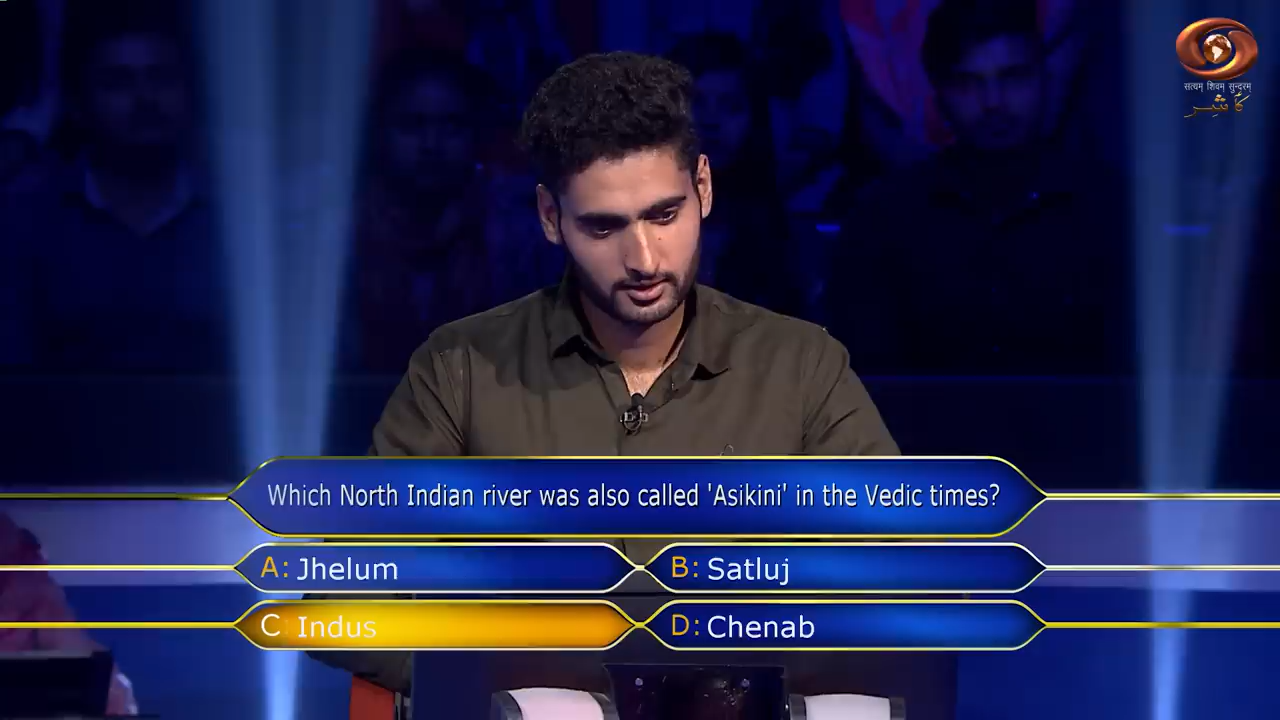 सत्यम् शिवम् सुन्दरम्
کٲشِر
Which North Indian river was also called 'Asikini' in the Vedic times?
A: Jhelum
B: Satluj
C: Indus
D: Chenab